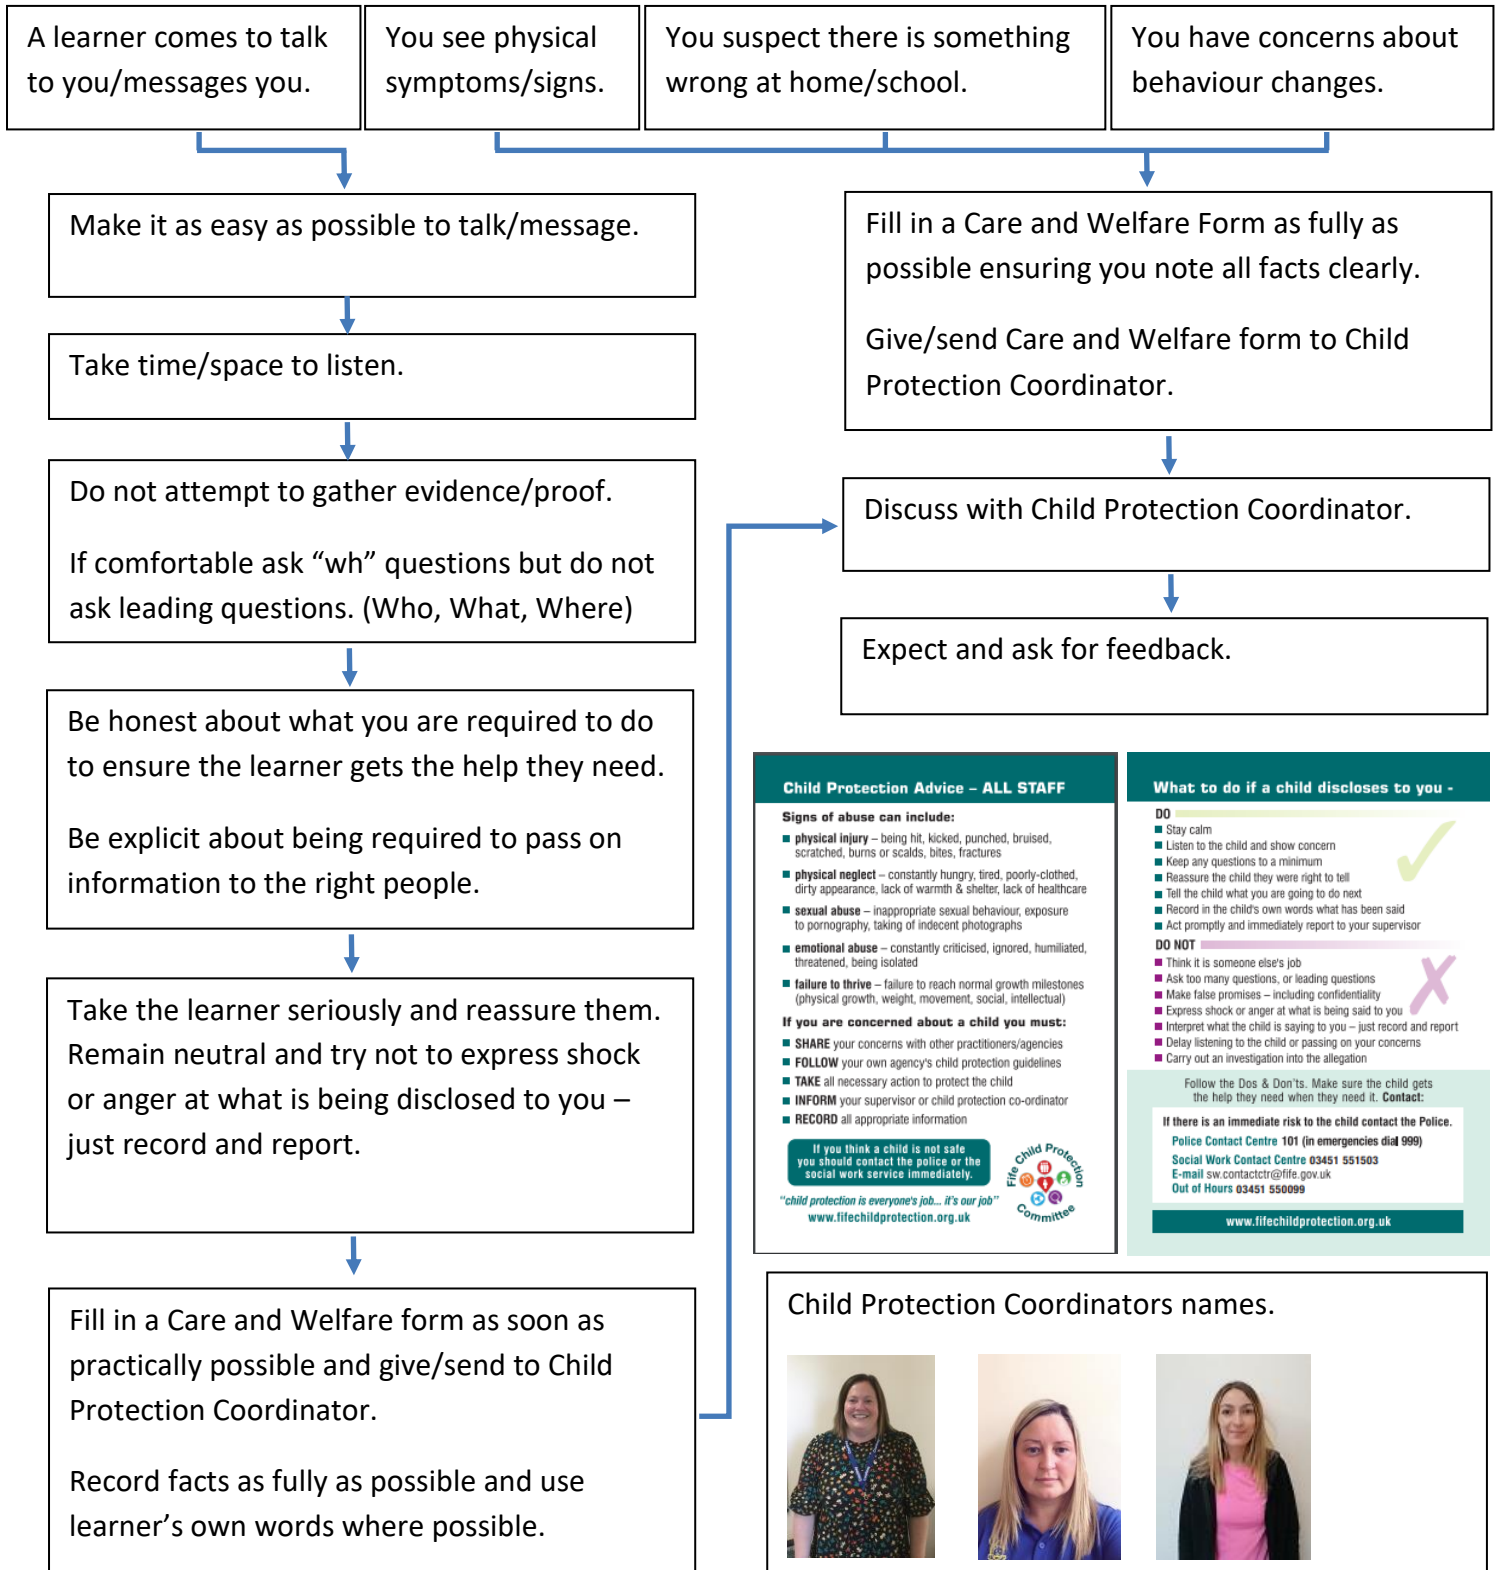 A learner comes to talk
to you/messages you.
You see physical
symptoms/signs.
You suspect there is something
wrong at home/school.
You have concerns about
behaviour changes.
Make it as easy as possible to talk/message.
Take time/space to listen.
Do not attempt to gather evidence/proof.
If comfortable ask “wh” questions but do not
ask leading questions. (Who, What, Where)
Be honest about what you are required to do
to ensure the learner gets the help they need.
Be explicit about being required to pass on
information to the right people.
Take the learner seriously and reassure them.
Remain neutral and try not to express shock
or anger at what is being disclosed to you –
just record and report.
Fill in a Care and Welfare form as soon as
practically possible and give/send to Child
Protection Coordinator.
Record facts as fully as possible and use
learner’s own words where possible.
Fill in a Care and Welfare Form as fully as
possible ensuring you note all facts clearly.
Give/send Care and Welfare form to Child
Protection Coordinator.
Discuss with Child Protection Coordinator.
Expect and ask for feedback.
Child Protection Advice – ALL STAFF
Signs of abuse can include:
physical injury – being hit, kicked, punched, bruised,
scratched, burns or scalds, bites, fractures
physical neglect – constantly hungry, tired, poorly-clothed,
dirty appearance, lack of warmth & shelter, lack of healthcare
sexual abuse – inappropriate sexual behaviour, exposure
to pornography, taking of indecent photographs
emotional abuse – constantly criticised, ignored, humiliated,
threatened, being isolated
failure to thrive – failure to reach normal growth milestones
(physical growth, weight, movement, social, intellectual)
If you are concerned about a child you must:
SHARE your concerns with other practitioners/agencies
FOLLOW your own agency's child protection guidelines
TAKE all necessary action to protect the child
INFORM your supervisor or child protection co-ordinator
RECORD all appropriate information
If you think a child is not safe
you should contact the police or the
social work service immediately.
"child protection is everyone's job... it's our job"
www.fifechildprotection.org.uk
Fife Child Protection
Committee
What to do if a child discloses to you -
DO
Stay calm
Listen to the child and show concern
Keep any questions to a minimum
Reassure the child they were right to tell
Tell the child what you are going to do next
Record in the child's own words what has been said
Act promptly and immediately report to your supervisor
DO NOT
Think it is someone else's job
Ask too many questions, or leading questions
Make false promises – including confidentiality
Express shock or anger at what is being said to you
Interpret what the child is saying to you – just record and report
Delay listening to the child or passing on your concerns
Carry out an investigation into the allegation
Follow the Dos & Don'ts. Make sure the child gets
the help they need when they need it. Contact:
If there is an immediate risk to the child contact the Police.
Police Contact Centre 101 (in emergencies dial 999)
Social Work Contact Centre 03451 551503
E-mail sw.contactctr@fife.gov.uk
Out of Hours 03451 550099
www.fifechildprotection.org.uk
Child Protection Coordinators names.